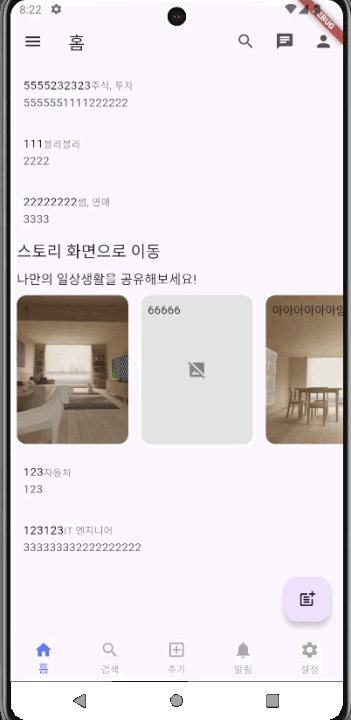 8:22
DEBUG
홈
5555232323주식, 투자
5555551111222222
111블라블라
2222
22222222썸, 연애
3333
스토리 화면으로 이동
나만의 일상생활을 공유해보세요!
1
66666
아아아아아아앙
123자동차
123
123123IT 엔지니어
333333332222222222
홈
검색
추가
알림
설정